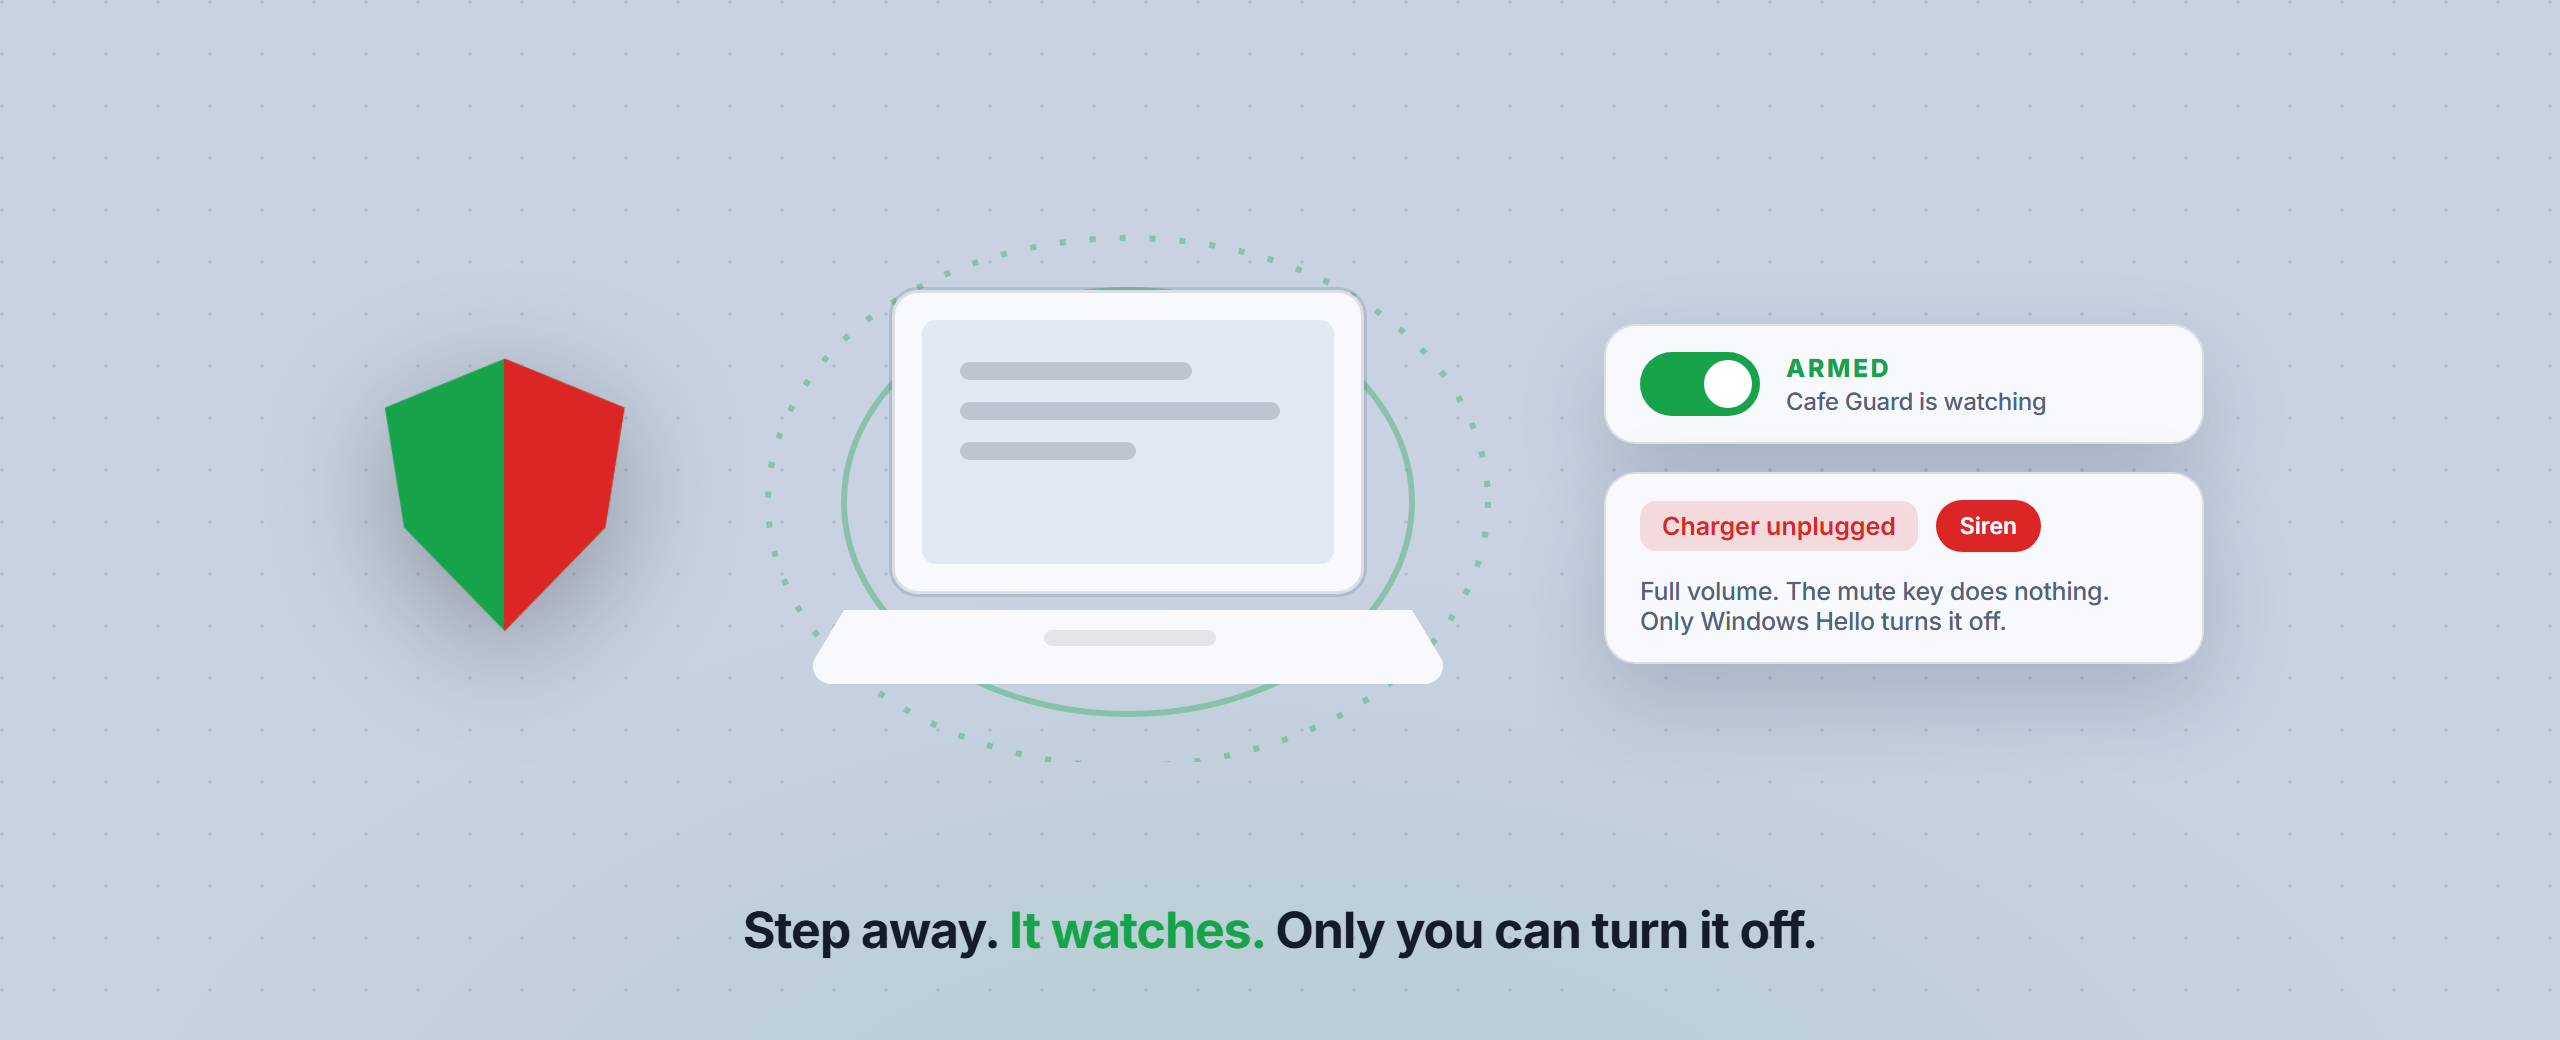 ARMED
Cafe Guard is watching
Charger unplugged
Siren
Full volume. The mute key does nothing.
Only Windows Hello turns it off.
Step away. It watches. Only you can turn it off.